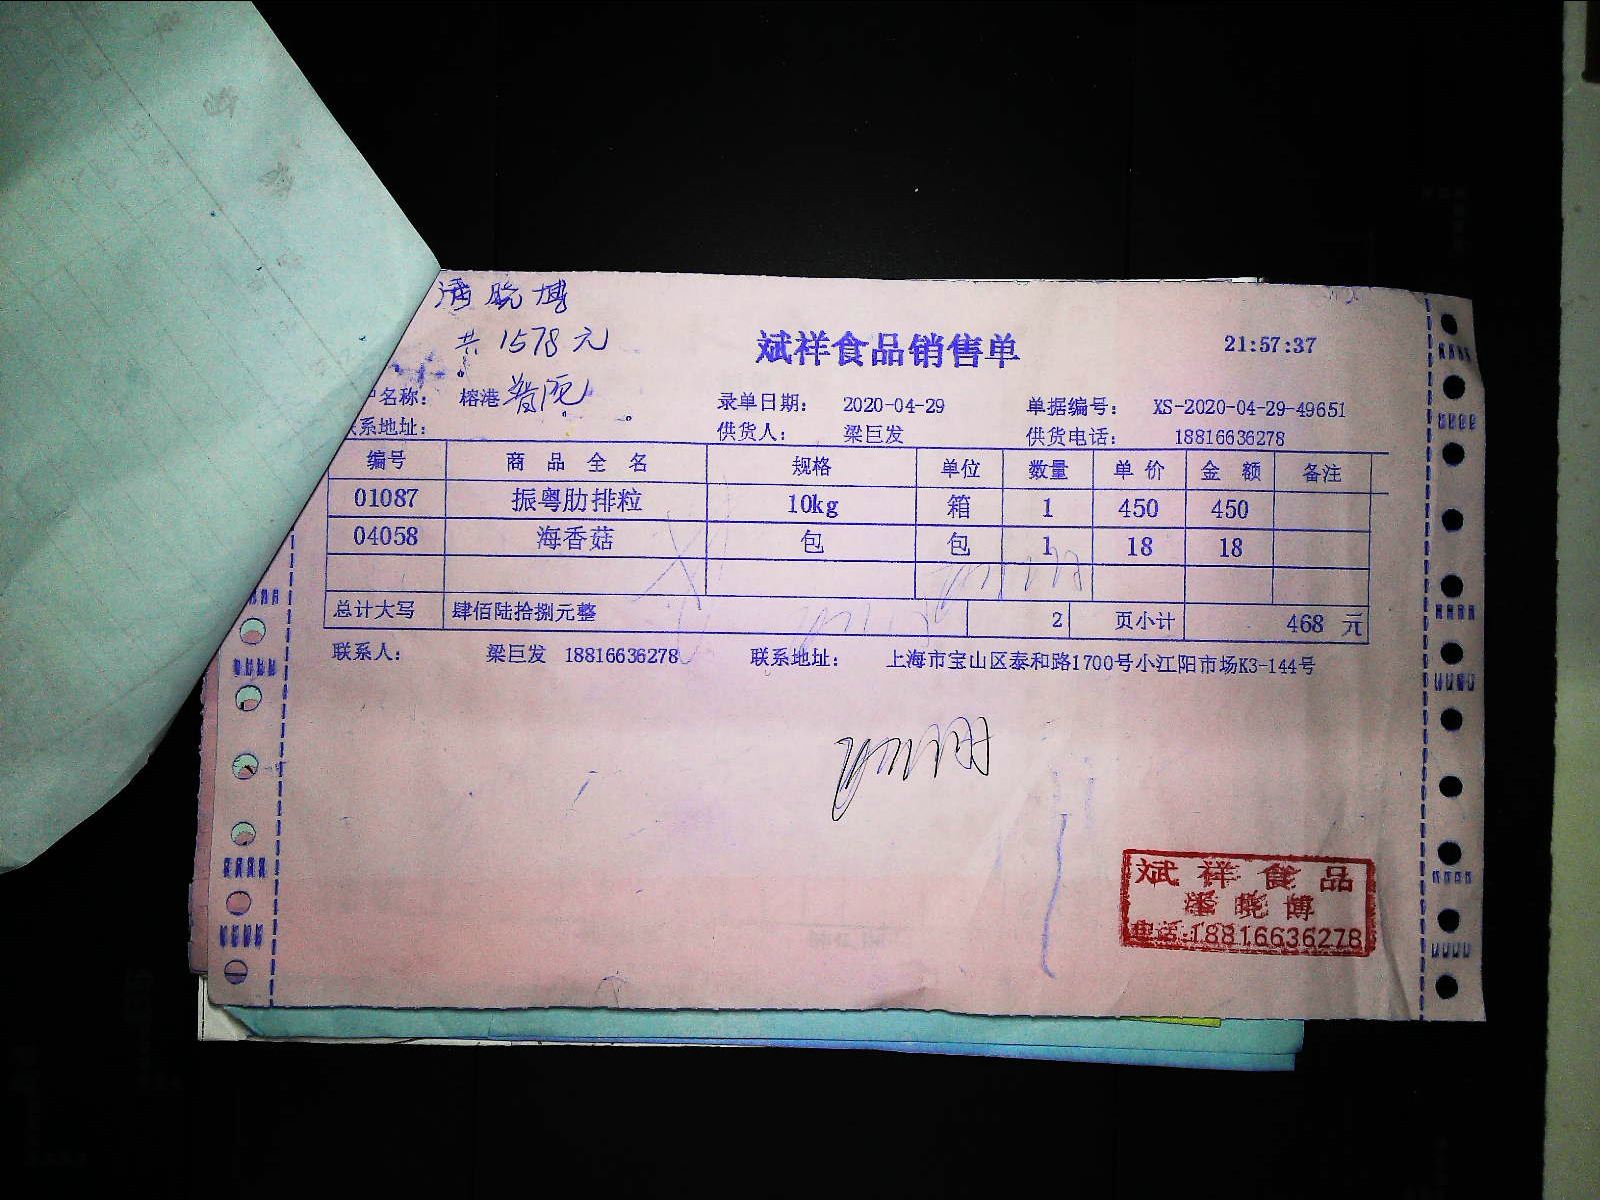 潘晓博
共1578元
斌祥食品销售单 21:57:37
户名称： 榕港普陀 录单日期： 2020-04-29 单据编号： XS-2020-04-29-49651
联系地址： 供货人： 梁巨发 供货电话： 18816636278
编号 商品全名 规格 单位 数量 单价 金额 备注
01087 振粤肋排粒 10kg 箱 1 450 450
04058 海香菇 包 包 1 18 18
总计大写 肆佰陆拾捌元整 2 页小计 468 元
联系人： 梁巨发 18816636278 联系地址： 上海市宝山区泰和路1700号小江阳市场K3-144号
斌祥食品
潘晓博
电话:18816636278